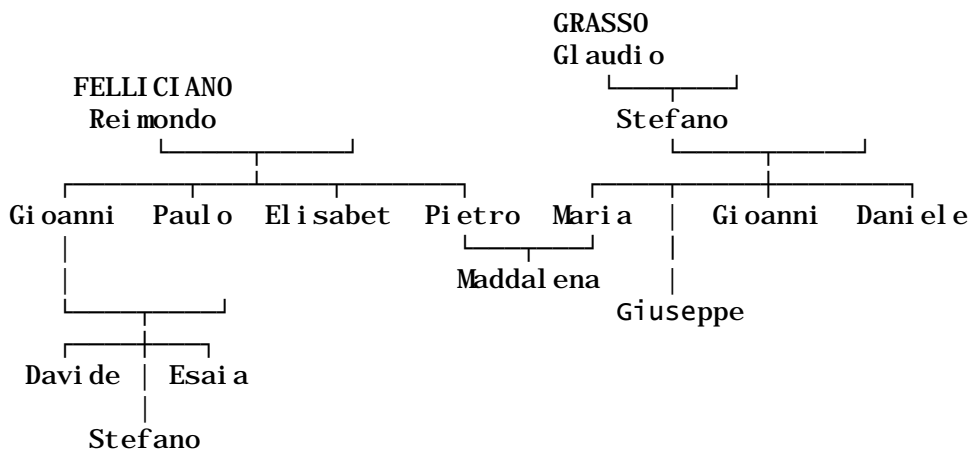 GRASSO
Glaudio
FELLICIANO
Reimondo
Stefano
Gioanni Paulo Elisabet Pietro Maria Gioanni Daniele
Maddalena
Giuseppe
Davide Esaia
Stefano